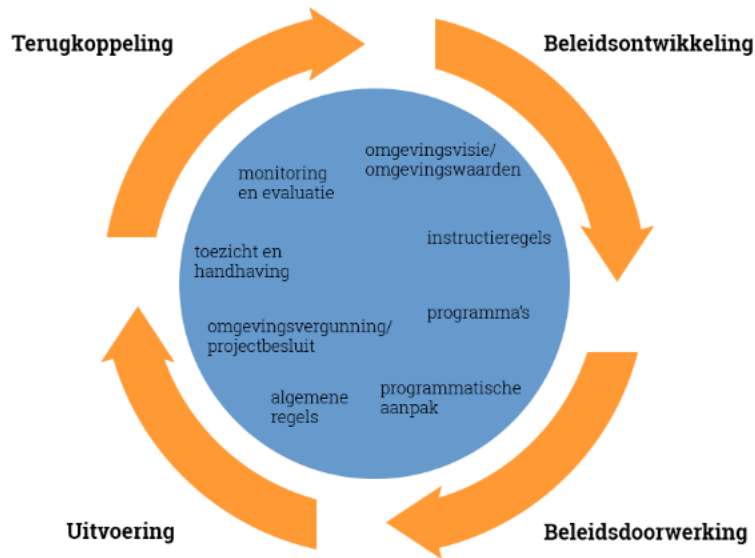 Terugkoppeling
Beleidsontwikkeling
omgevingsvisie/
omgevingswaarden
monitoring
en evaluatie
instructieregels
toezicht en
handhaving
programma's
omgevingsvergunning/
projectbesluit
programmatische
aanpak
algemene
regels
Uitvoering
Beleidsdoorwerking